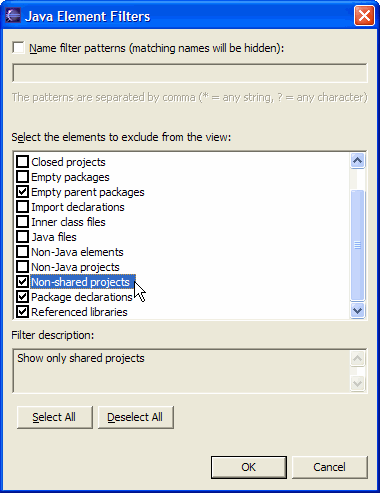 Java Element Filters
Name filter patterns (matching names will be hidden):
The patterns are separated by comma (* = any string, ? = any character)
Select the elements to exclude from the view:
Closed projects
Empty packages
Empty parent packages
Import declarations
Inner class files
Java files
Non-Java elements
Non-Java projects
Non-shared projects
Package declarations
Referenced libraries
Filter description:
Show only shared projects
Select All Deselect All
OK Cancel